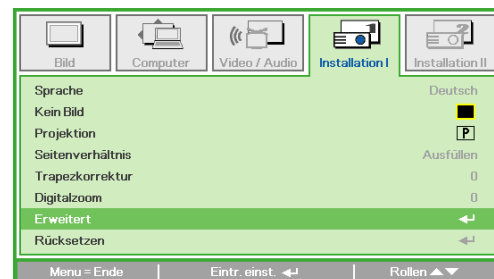 Bild Computer Video / Audio Installation I Installation II
Sprache Deutsch
Kein Bild
Projektion P
Seitenverhältnis Ausfüllen
Trapezkorrektur 0
Digitalzoom 0
Erweitert
Rücksetzen
Menu = Ende Eintr. einst. Rollen